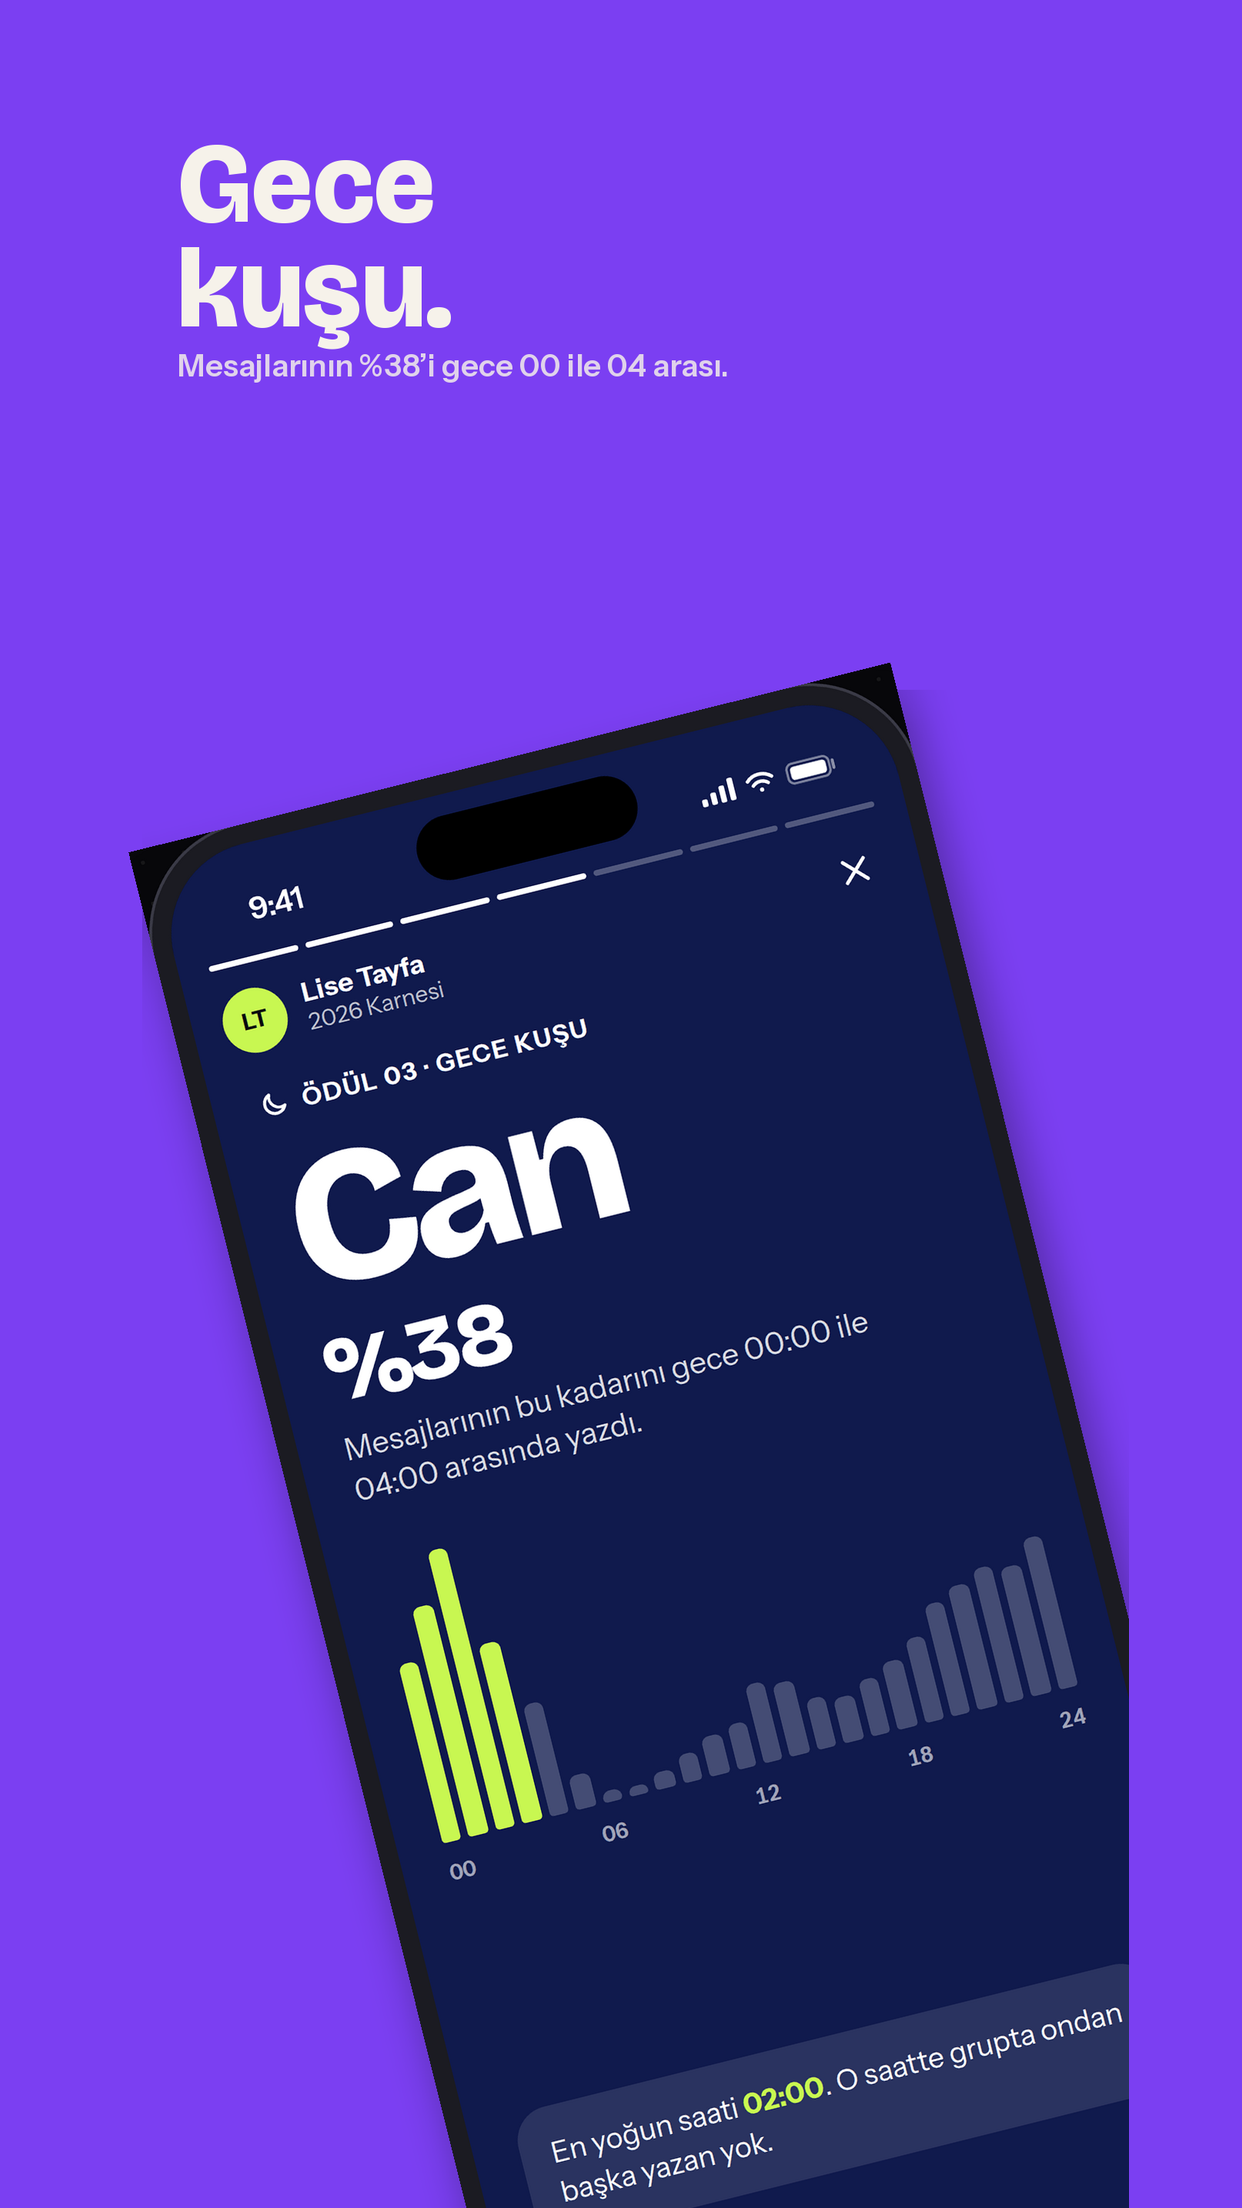 Gece
kuşu.
Mesajlarının %38’i gece 00 ile 04 arası.
9:41
LT
Lise Tayfa
2026 Karnesi
ÖDÜL 03 · GECE KUŞU
Can
%38
Mesajlarının bu kadarını gece 00:00 ile
04:00 arasında yazdı.
00
06
12
18
24
En yoğun saati 02:00. O saatte grupta ondan
başka yazan yok.